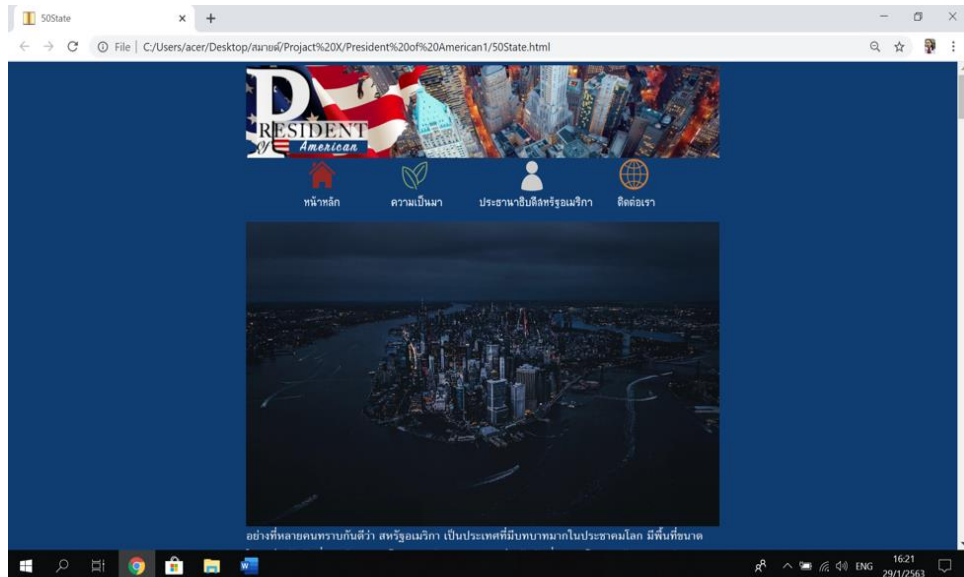 50State
File | C:/Users/acer/Desktop/สมายด์/Projact%20X/President%20of%20American1/50State.html
PRESIDENT
of American
หน้าหลัก ความเป็นมา ประธานาธิบดีสหรัฐอเมริกา ติดต่อเรา
อย่างที่หลายคนทราบกันดีว่า สหรัฐอเมริกา เป็นประเทศที่มีบทบาทมากในประชาคมโลก มีพื้นที่ขนาด
ENG
16:21
29/1/2563